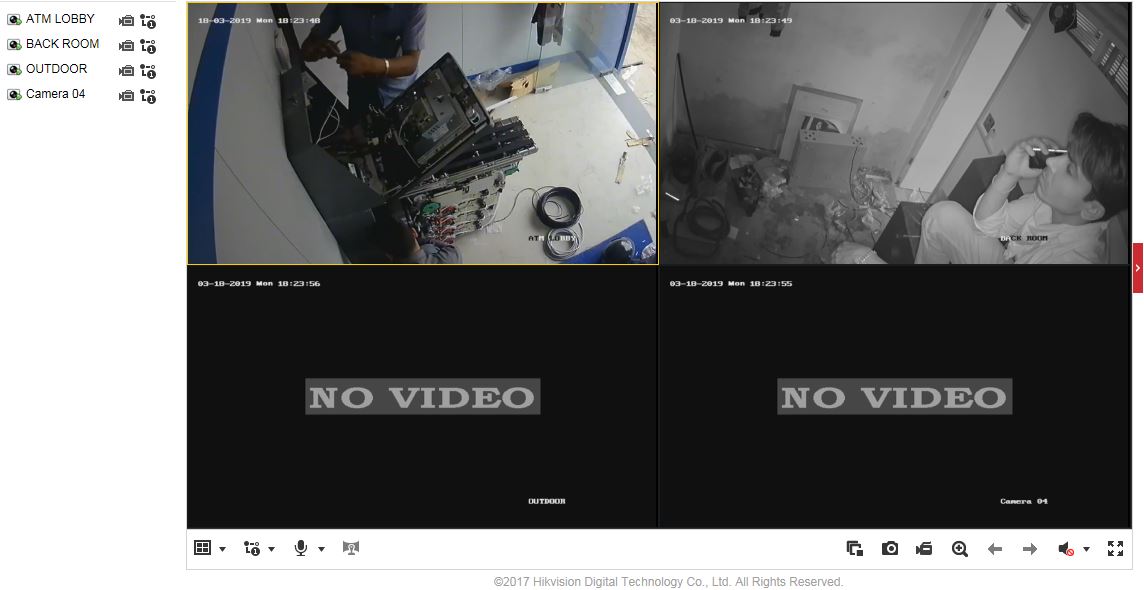 ATM LOBBY
BACK ROOM
OUTDOOR
Camera 04
18-03-2019 Mon 18:23:48
ATM LOBBY
03-18-2019 Mon 18:23:49
BACK ROOM
03-18-2019 Mon 18:23:56
NO VIDEO
OUTDOOR
03-18-2019 Mon 18:23:55
NO VIDEO
Camera 04
©2017 Hikvision Digital Technology Co., Ltd. All Rights Reserved.